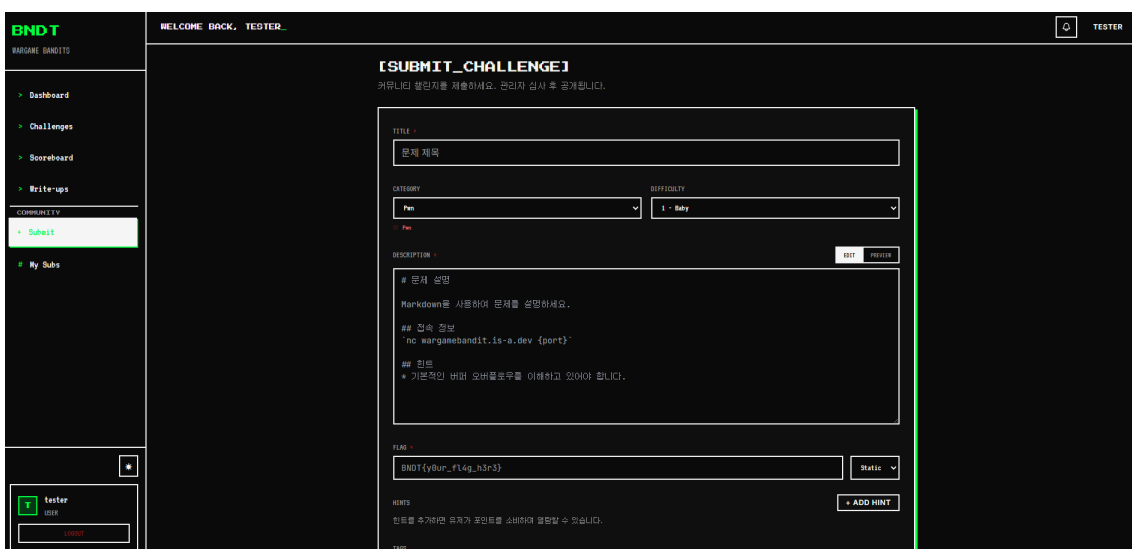 BNDT
WARGAME BANDITS
WELCOME BACK, TESTER_
TESTER
> Dashboard
> Challenges
> Scoreboard
> Write-ups
COMMUNITY
+ Submit
# My Subs
tester
T
USER
LOGOUT
[SUBMIT_CHALLENGE]
커뮤니티 챌린지를 제출하세요. 관리자 심사 후 공개됩니다.
TITLE *
문제 제목
CATEGORY
DIFFICULTY
Pwn
1 - Baby
Pwn
DESCRIPTION *
EDIT
PREVIEW
# 문제 설명
Markdown을 사용하여 문제를 설명하세요.
## 접속 정보
`nc wargamebandit.is-a.dev {port}`
## 힌트
* 기본적인 버퍼 오버플로우를 이해하고 있어야 합니다.
FLAG *
BNDT{y0ur_fl4g_h3r3}
Static
HINTS
+ ADD HINT
힌트를 추가하면 유저가 포인트를 소비하여 열람할 수 있습니다.
TAGS